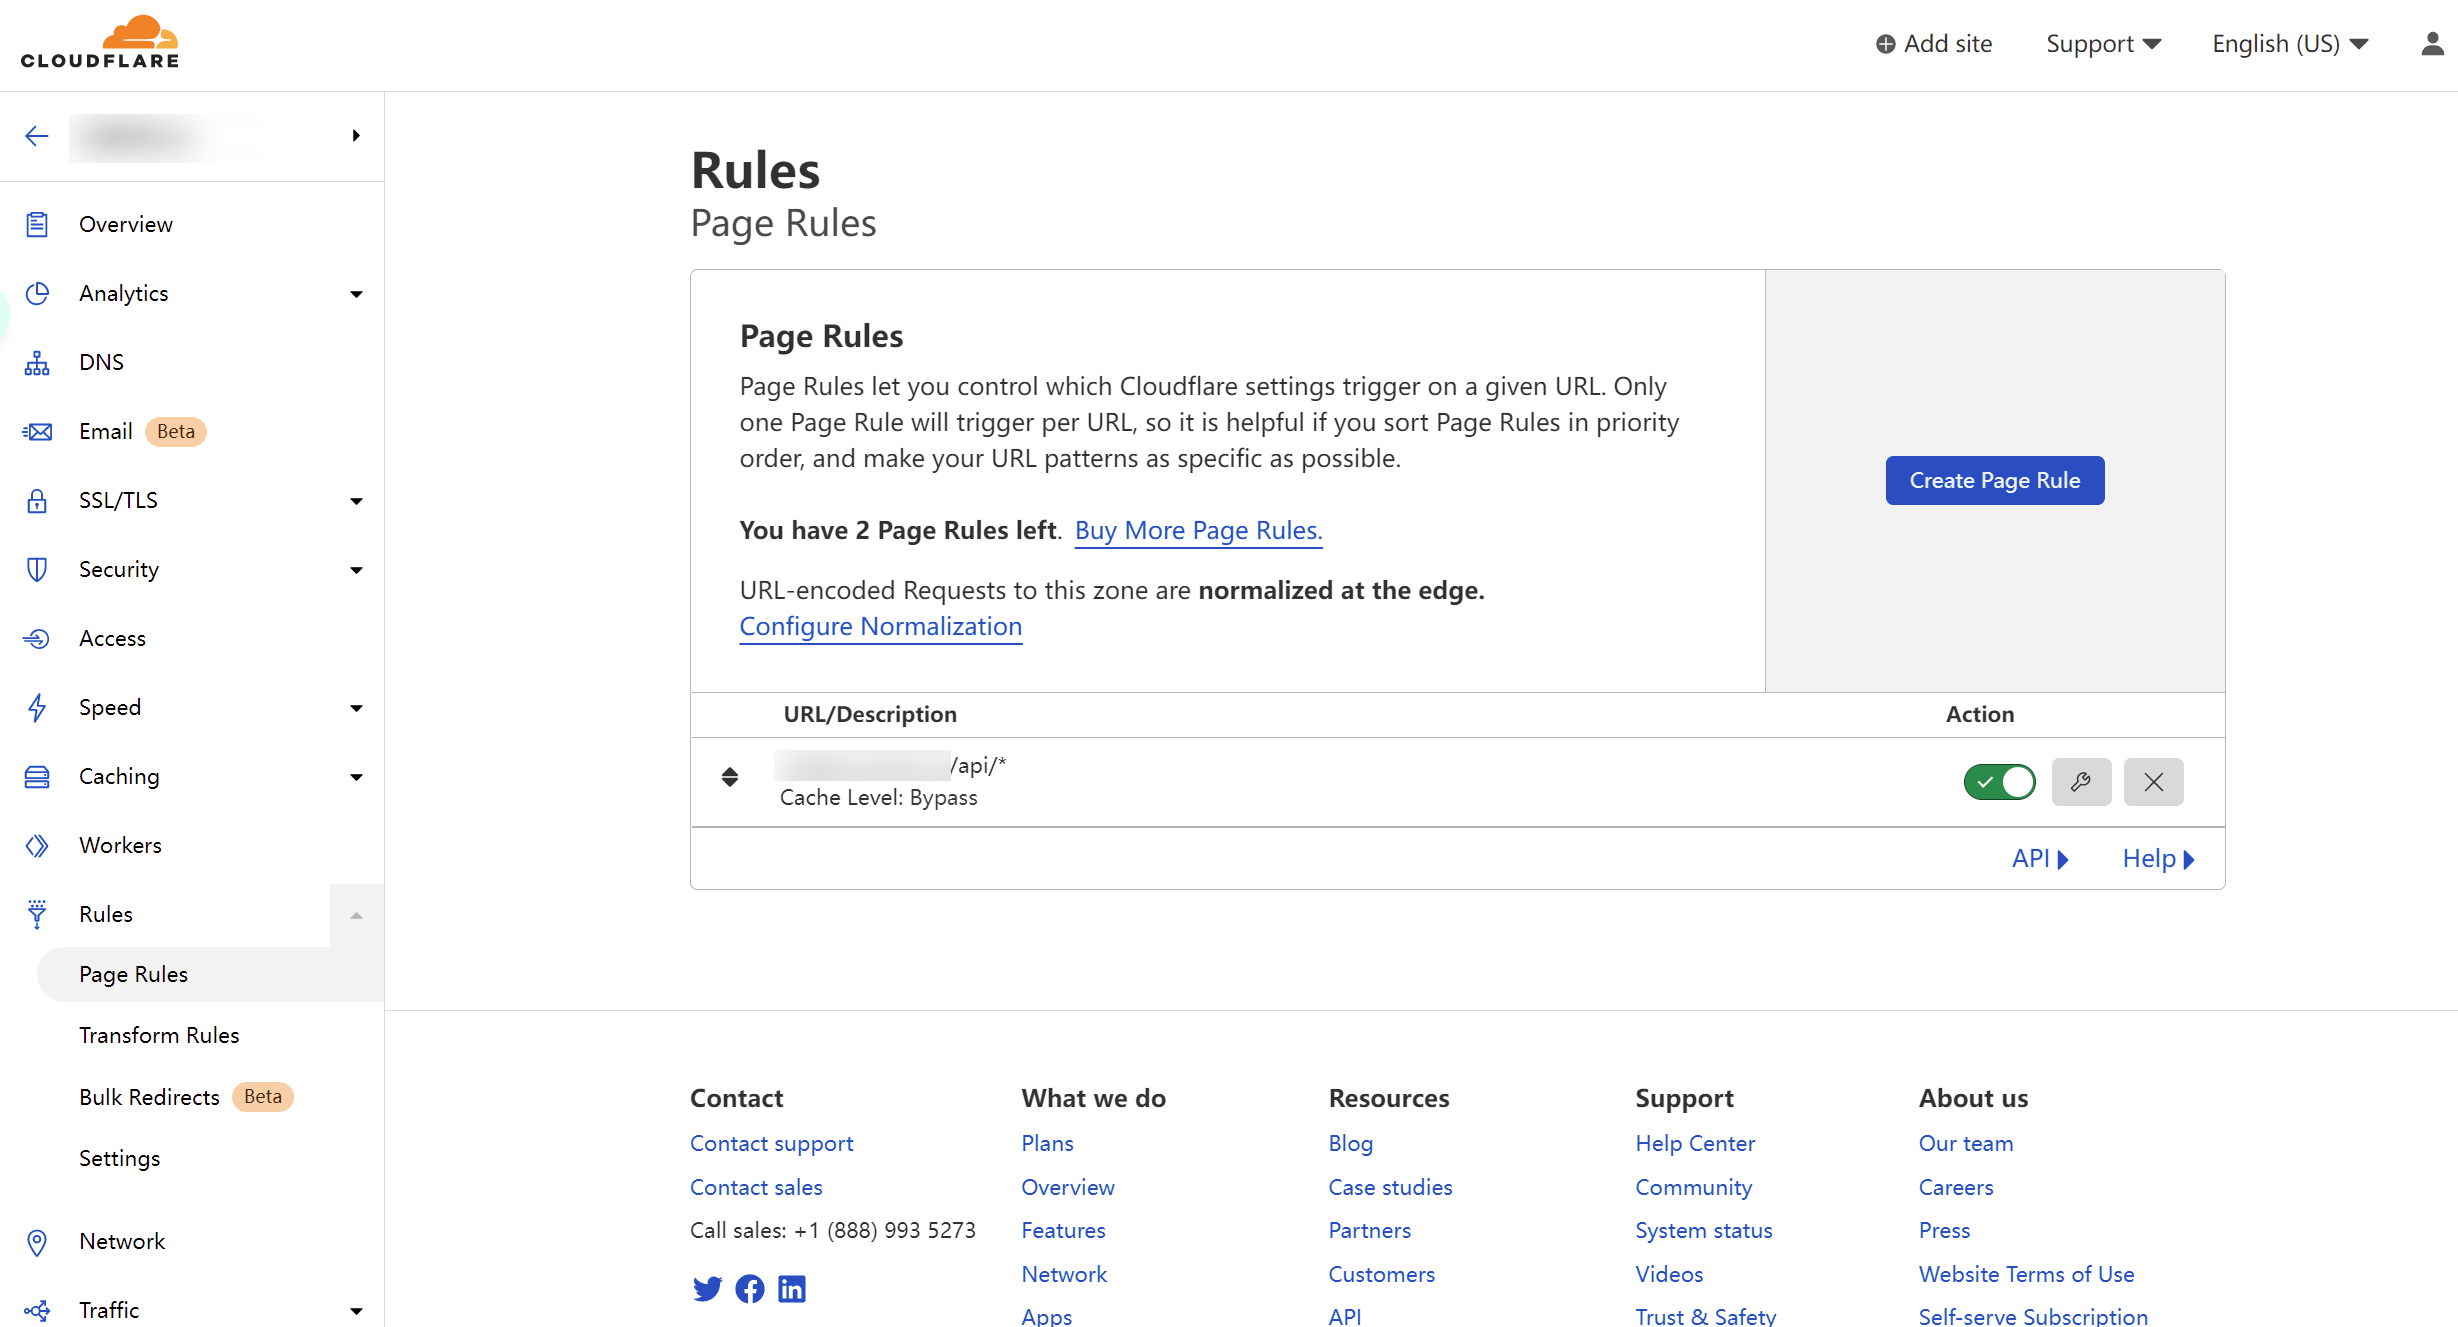 CLOUDFLARE
Add site
Support
English (US)
Overview
Analytics
DNS
Email Beta
SSL/TLS
Security
Access
Speed
Caching
Workers
Rules
Page Rules
Transform Rules
Bulk Redirects Beta
Settings
Network
Traffic
Rules
Page Rules
Page Rules
Page Rules let you control which Cloudflare settings trigger on a given URL. Only
one Page Rule will trigger per URL, so it is helpful if you sort Page Rules in priority
order, and make your URL patterns as specific as possible.
You have 2 Page Rules left. Buy More Page Rules.
URL-encoded Requests to this zone are normalized at the edge.
Configure Normalization
Create Page Rule
URL/Description Action
/api/*
Cache Level: Bypass
API Help
Contact
Contact support
Contact sales
Call sales: +1 (888) 993 5273
What we do
Plans
Overview
Features
Network
Apps
Resources
Blog
Case studies
Partners
Customers
API
Support
Help Center
Community
System status
Videos
Trust & Safety
About us
Our team
Careers
Press
Website Terms of Use
Self-serve Subscription